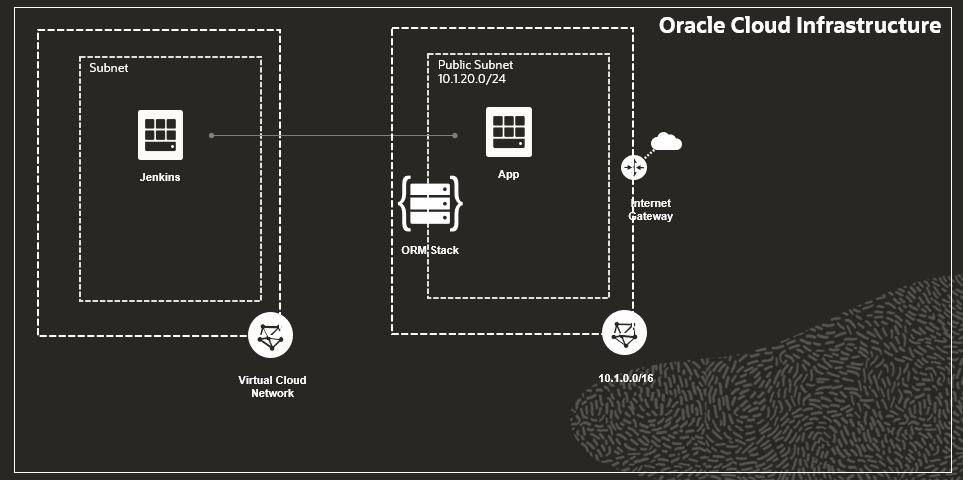 Oracle Cloud Infrastructure
Subnet
Jenkins
Virtual Cloud
Network
Public Subnet
10.1.20.0/24
App
ORM Stack
Internet
Gateway
10.1.0.0/16